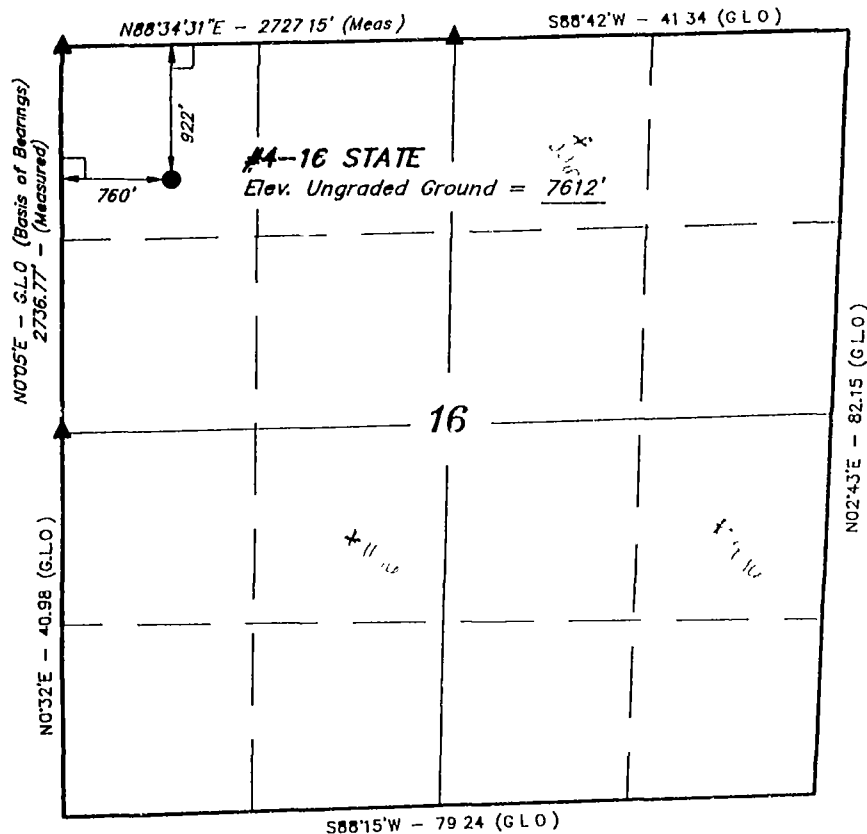 N88°34'31"E - 2727 15' (Meas)
S88°42'W - 41 34 (G L O)
922'
760'
#4-16 STATE
Elev. Ungraded Ground = 7612'
N0°05'E - G.L.O (Basis of Bearings)
2736.77' - (Measured)
16
N02°43'E - 82.15 (G L O)
N0°32'E - 40.98 (G.L.O)
S88°15'W - 79 24 (G L O)